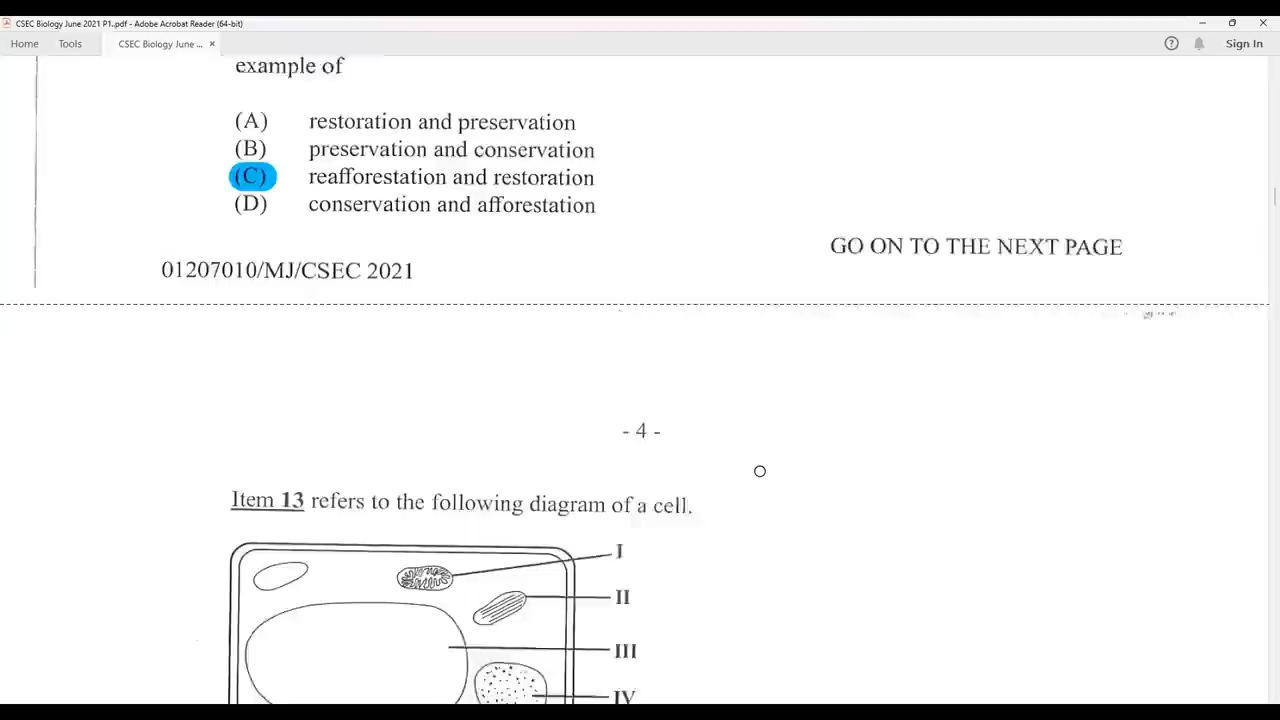 CSEC Biology June 2021 P1..pdf - Adobe Acrobat Reader (64-bit)
Home Tools CSEC Biology June ... × Sign In
example of
(A) restoration and preservation
(B) preservation and conservation
(C) reafforestation and restoration
(D) conservation and afforestation
GO ON TO THE NEXT PAGE
01207010/MJ/CSEC 2021
- 4 -
Item 13 refers to the following diagram of a cell.
I
II
III
IV